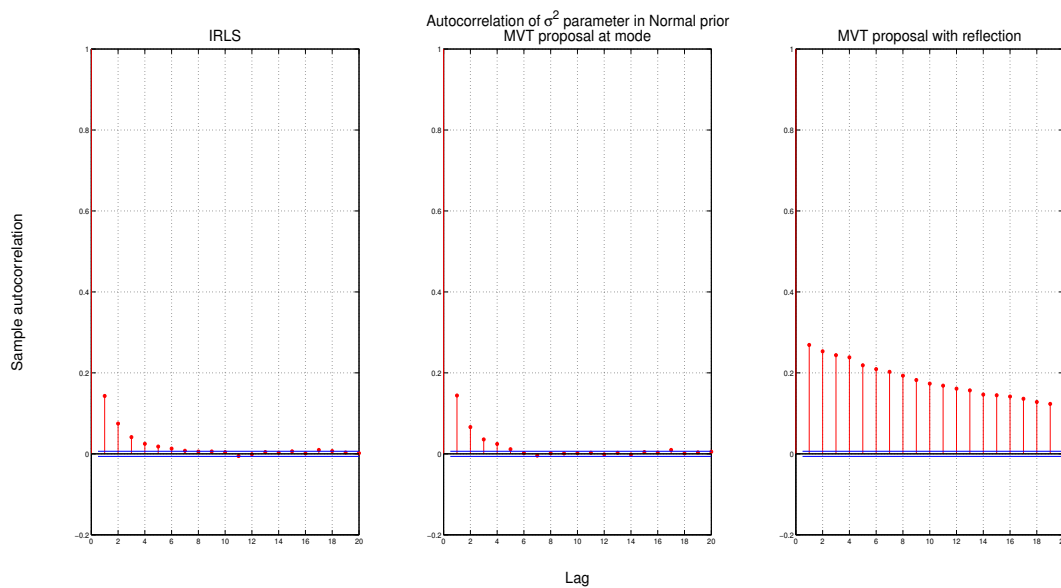 Autocorrelation of σ² parameter in Normal prior
IRLS
MVT proposal at mode
MVT proposal with reflection
Sample autocorrelation
1
0.8
0.6
0.4
0.2
0
−0.2
0 2 4 6 8 10 12 14 16 18 20
1
0.8
0.6
0.4
0.2
0
−0.2
0 2 4 6 8 10 12 14 16 18 20
1
0.8
0.6
0.4
0.2
0
−0.2
0 2 4 6 8 10 12 14 16 18
Lag